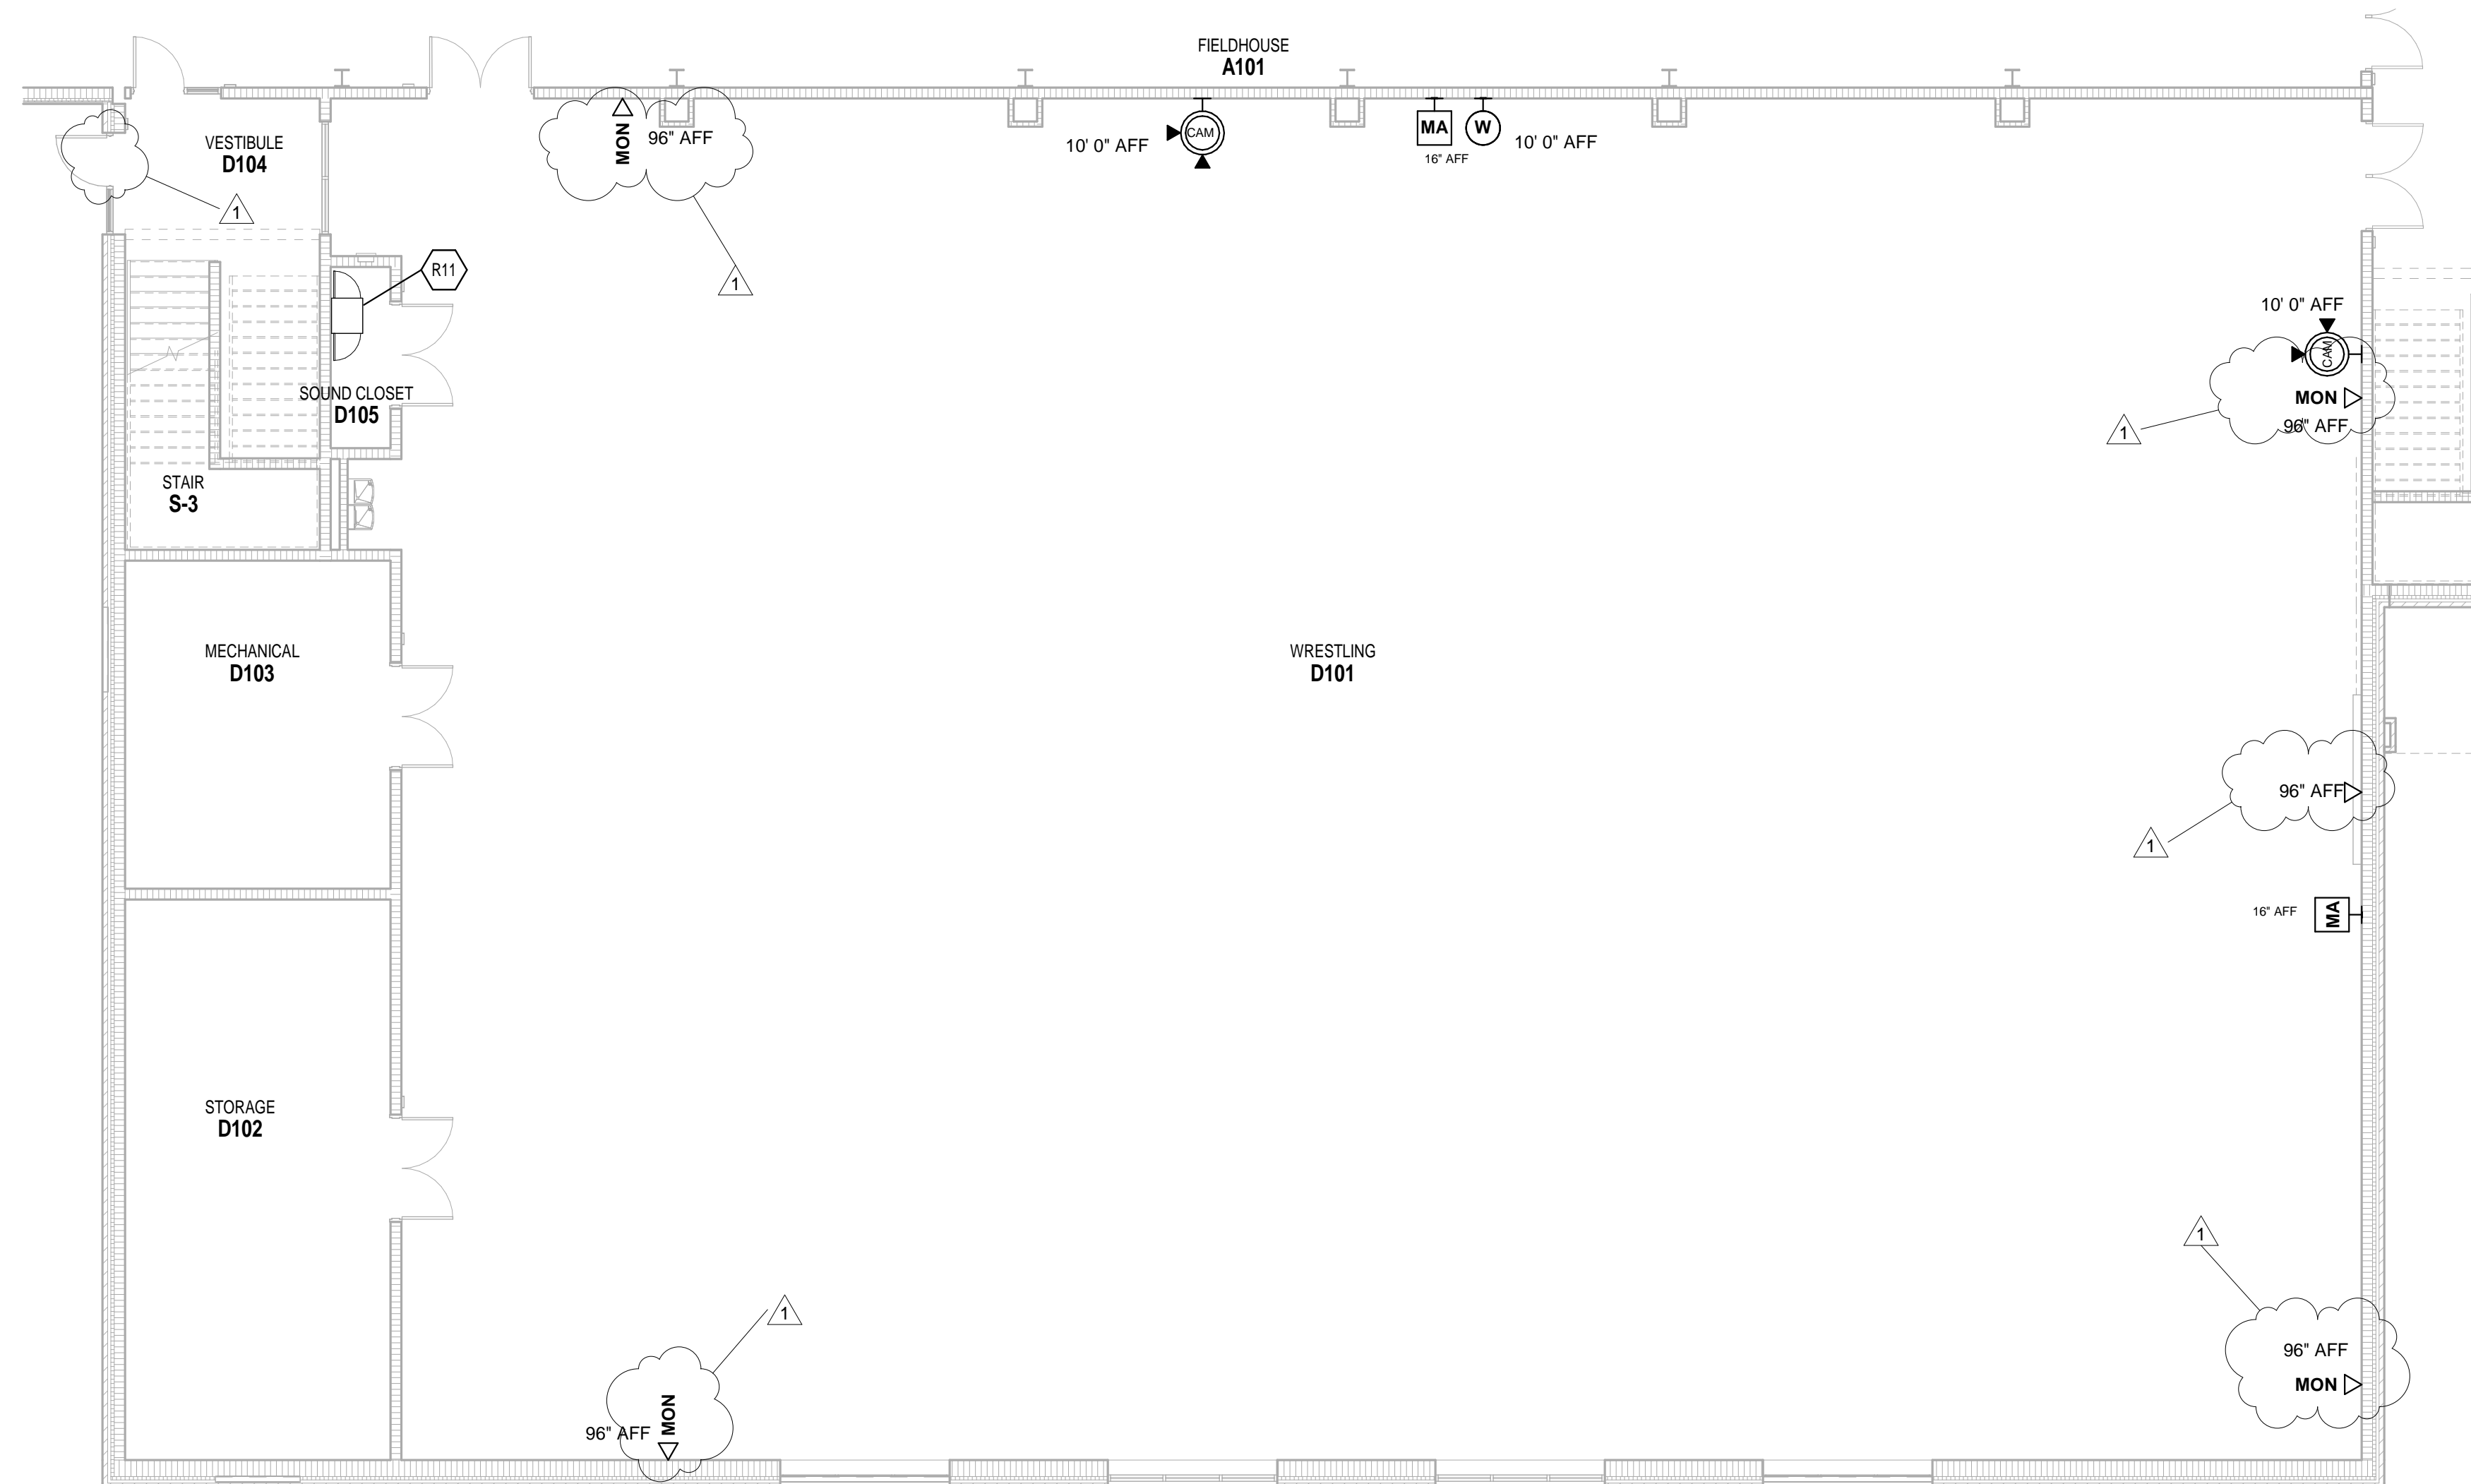 FIELDHOUSE
A101
VESTIBULE
D104
1
MON
96" AFF
1
10' 0" AFF
CAM
MA
16" AFF
W
10' 0" AFF
R11
SOUND CLOSET
D105
STAIR
S-3
10' 0" AFF
CAM
MON
96" AFF
1
MECHANICAL
D103
WRESTLING
D101
96" AFF
1
16" AFF
MA
STORAGE
D102
1
96" AFF
MON
1
MON
96" AFF